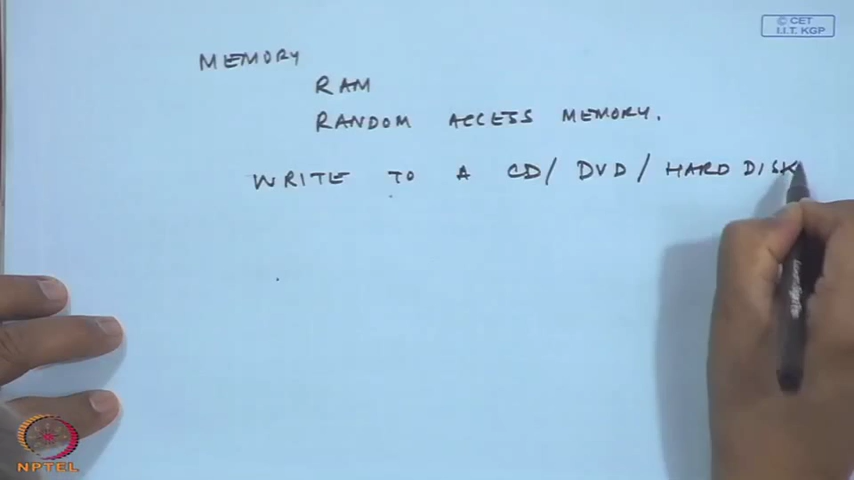 © CET
I.I.T. KGP
MEMORY
RAM
RANDOM ACCESS MEMORY.
WRITE TO A CD/ DVD/ HARD DISK
NPTEL